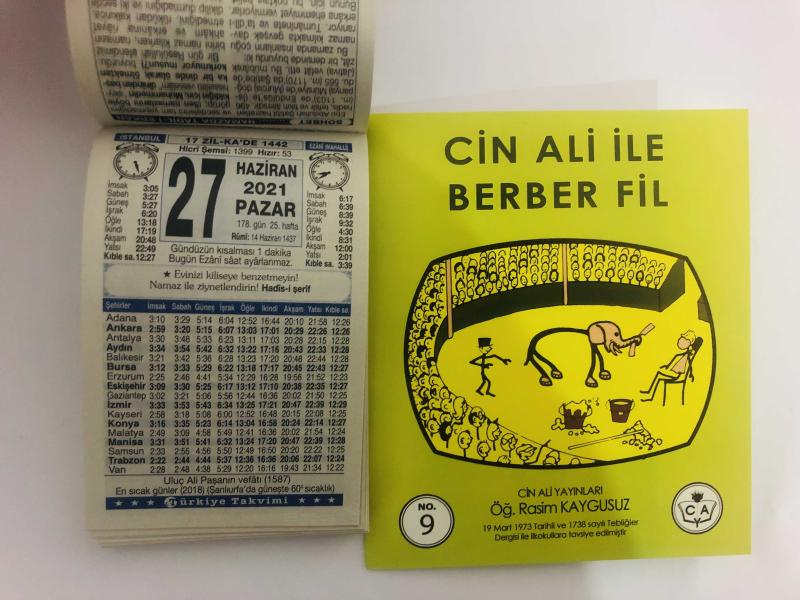 SOHBET
İSTANBUL
17 ZİL-KA'DE 1442
Hicri Şemsi: 1399 Hızır: 53
EZÂNÎ (MAHALLÎ)
27
HAZİRAN
2021
PAZAR
178. gün 25. hafta
Rûmî: 14 Haziran 1437
İmsak 3:05
Sabah 3:27
Güneş 5:27
İşrak 6:20
Öğle 13:18
İkindi 17:19
Akşam 20:48
Yatsı 22:49
Kıble sa. 12:27
İmsak 6:17
Sabah 6:39
Güneş 8:39
İşrak 9:32
Öğle 4:30
İkindi 8:31
Akşam 12:00
Yatsı 2:01
Kıble sa. 3:39
Gündüzün kısalması 1 dakika
Bugün Ezânî sâat ayarlanmaz.
★ Evinizi kiliseye benzetmeyin!
Namaz ile ziynetlendirin! Hadis-i şerif
Şehirler İmsak Sabah Güneş İşrak Öğle İkindi Akşam Yatsı Kıble sa.
Adana 3:10 3:29 5:14 6:04 12:52 16:44 20:10 21:58 12:26
Ankara 2:59 3:20 5:15 6:07 13:03 17:01 20:29 22:26 12:26
Antalya 3:30 3:48 5:33 6:23 13:11 17:03 20:28 22:15 12:28
Aydın 3:34 3:54 5:42 6:32 13:22 17:16 20:43 22:33 12:28
Balıkesir 3:21 3:42 5:36 6:28 13:23 17:20 20:48 22:44 12:28
Bursa 3:12 3:33 5:29 6:22 13:18 17:17 20:45 22:43 12:27
Erzurum 2:25 2:46 4:41 5:34 12:29 16:28 19:56 21:52 12:23
Eskişehir 3:09 3:30 5:25 6:17 13:12 17:10 20:38 22:35 12:27
Gaziantep 3:02 3:21 5:06 5:56 12:44 16:36 20:02 21:50 12:25
İzmir 3:33 3:53 5:43 6:34 13:25 17:21 20:47 22:39 12:29
Kayseri 2:58 3:18 5:08 6:00 12:52 16:48 20:15 22:08 12:25
Konya 3:16 3:35 5:23 6:14 13:04 16:58 20:24 22:14 12:27
Malatya 2:49 3:09 4:58 5:49 12:41 16:36 20:02 21:54 12:24
Manisa 3:31 3:51 5:41 6:32 13:24 17:20 20:47 22:39 12:28
Samsun 2:33 2:55 4:56 5:50 12:49 16:50 20:20 22:22 12:25
Trabzon 2:22 2:44 4:44 5:37 12:36 16:36 20:06 22:07 12:24
Van 2:28 2:48 4:38 5:29 12:20 16:16 19:43 21:34 12:22
Uluç Ali Paşanın vefâtı (1587)
En sıcak günler (2018) (Şanlıurfa'da güneşte 60° sıcaklık)
Türkiye Takvimi
CİN ALİ İLE
BERBER FİL
CİN ALİ YAYINLARI
Öğ. Rasim KAYGUSUZ
19 Mart 1973 Tarihli ve 1738 sayılı Tebliğler
Dergisi ile ilkokullara tavsiye edilmiştir
NO.
9
C A
Y